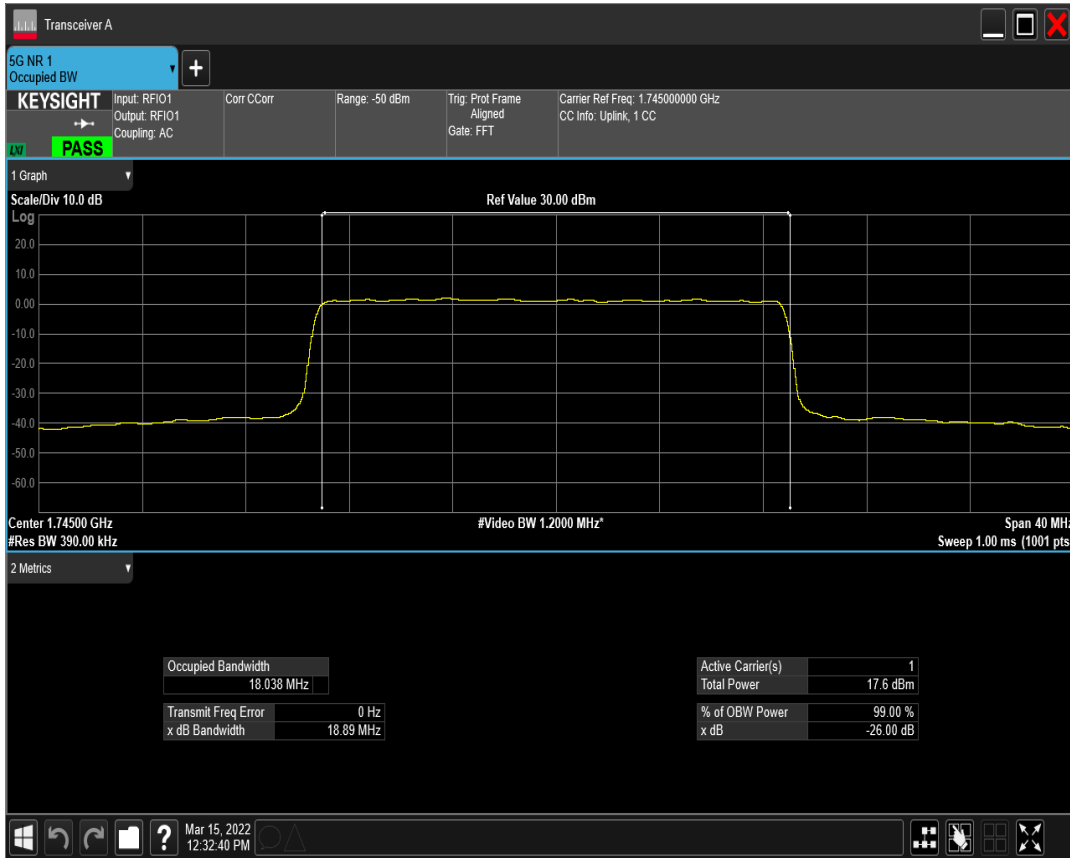 Transceiver A
5G NR 1
Occupied BW
KEYSIGHT
LXI
PASS
Input: RFIO1
Output: RFIO1
Coupling: AC
Corr CCorr
Range: -50 dBm
Trig: Prot Frame
Aligned
Gate: FFT
Carrier Ref Freq: 1.745000000 GHz
CC Info: Uplink, 1 CC
1 Graph
Scale/Div 10.0 dB
Ref Value 30.00 dBm
Log
20.0
10.0
0.00
-10.0
-20.0
-30.0
-40.0
-50.0
-60.0
Center 1.74500 GHz
#Video BW 1.2000 MHz*
Span 40 MHz
#Res BW 390.00 kHz
Sweep 1.00 ms (1001 pts
2 Metrics
Occupied Bandwidth
18.038 MHz
Transmit Freq Error 0 Hz
x dB Bandwidth 18.89 MHz
Active Carrier(s) 1
Total Power 17.6 dBm
% of OBW Power 99.00 %
x dB -26.00 dB
?
Mar 15, 2022
12:32:40 PM